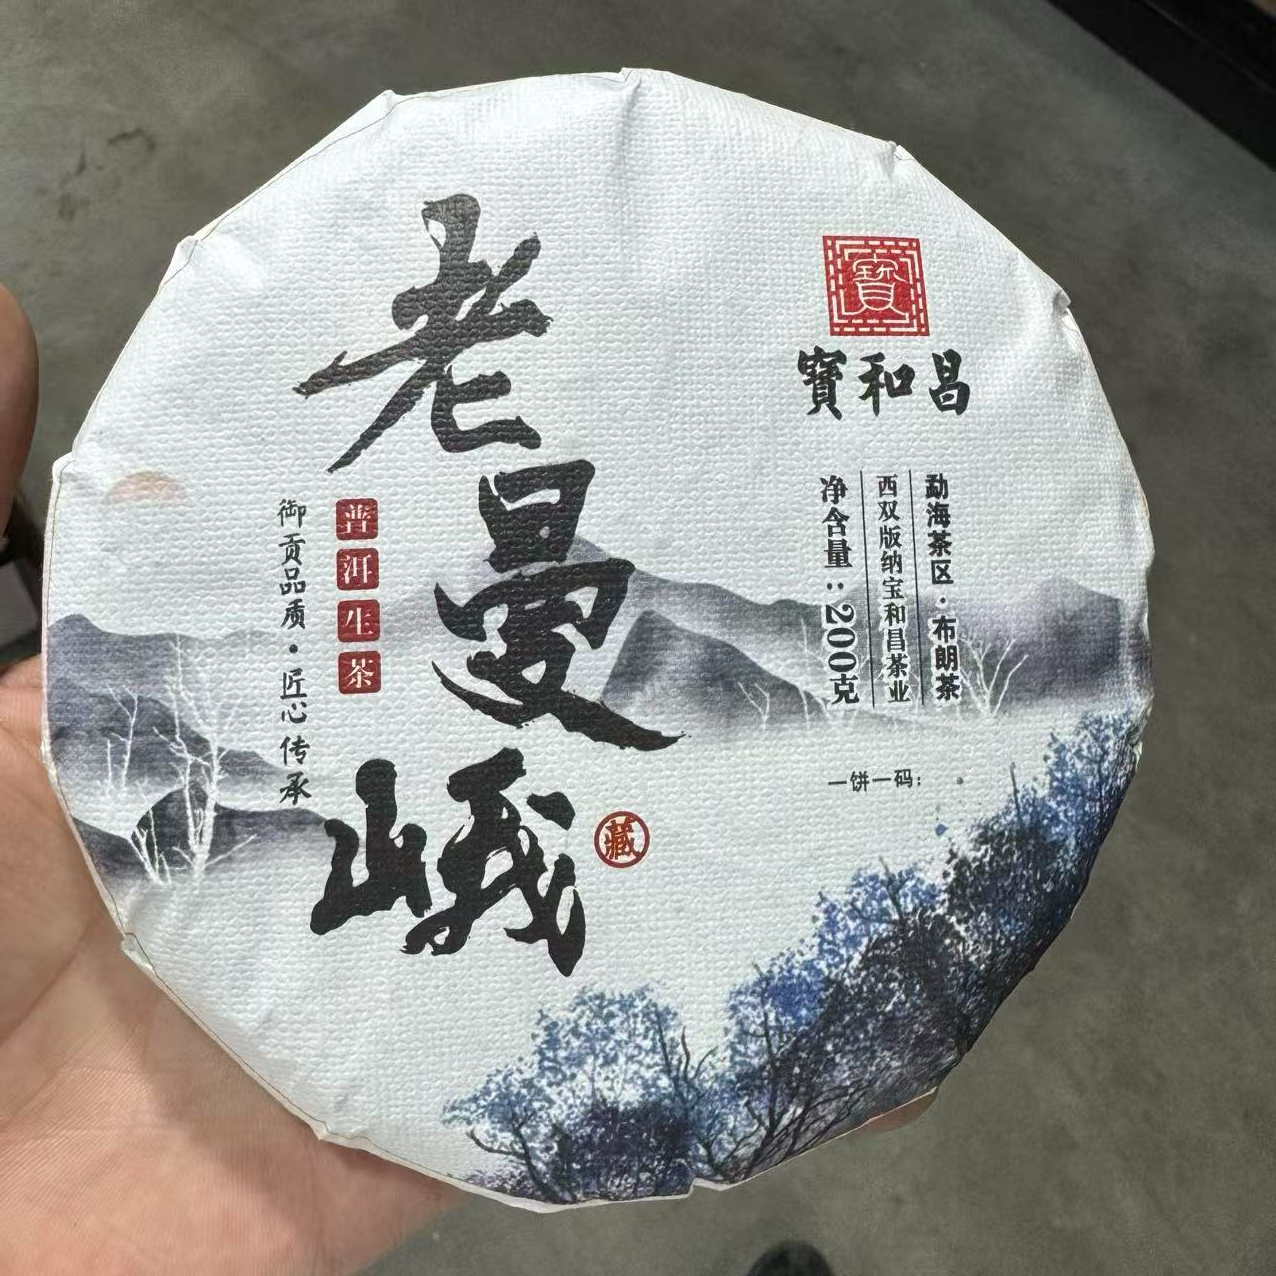 寶
寶和昌
勐海茶区·布朗茶
西双版纳宝和昌茶业
净含量：200克
一饼一码：
老曼峨
藏
普洱生茶
御贡品质·匠心传承